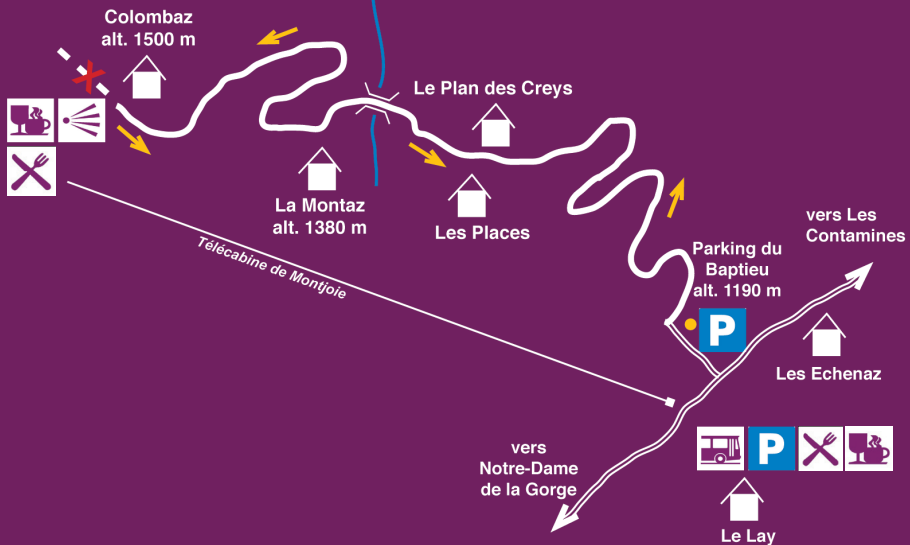 Colombaz
alt. 1500 m
Le Plan des Creys
La Montaz
alt. 1380 m
Les Places
Télécabine de Montjoie
vers Les
Contamines
Parking du
Baptieu
alt. 1190 m
P
Les Echenaz
vers
Notre-Dame
de la Gorge
P
Le Lay